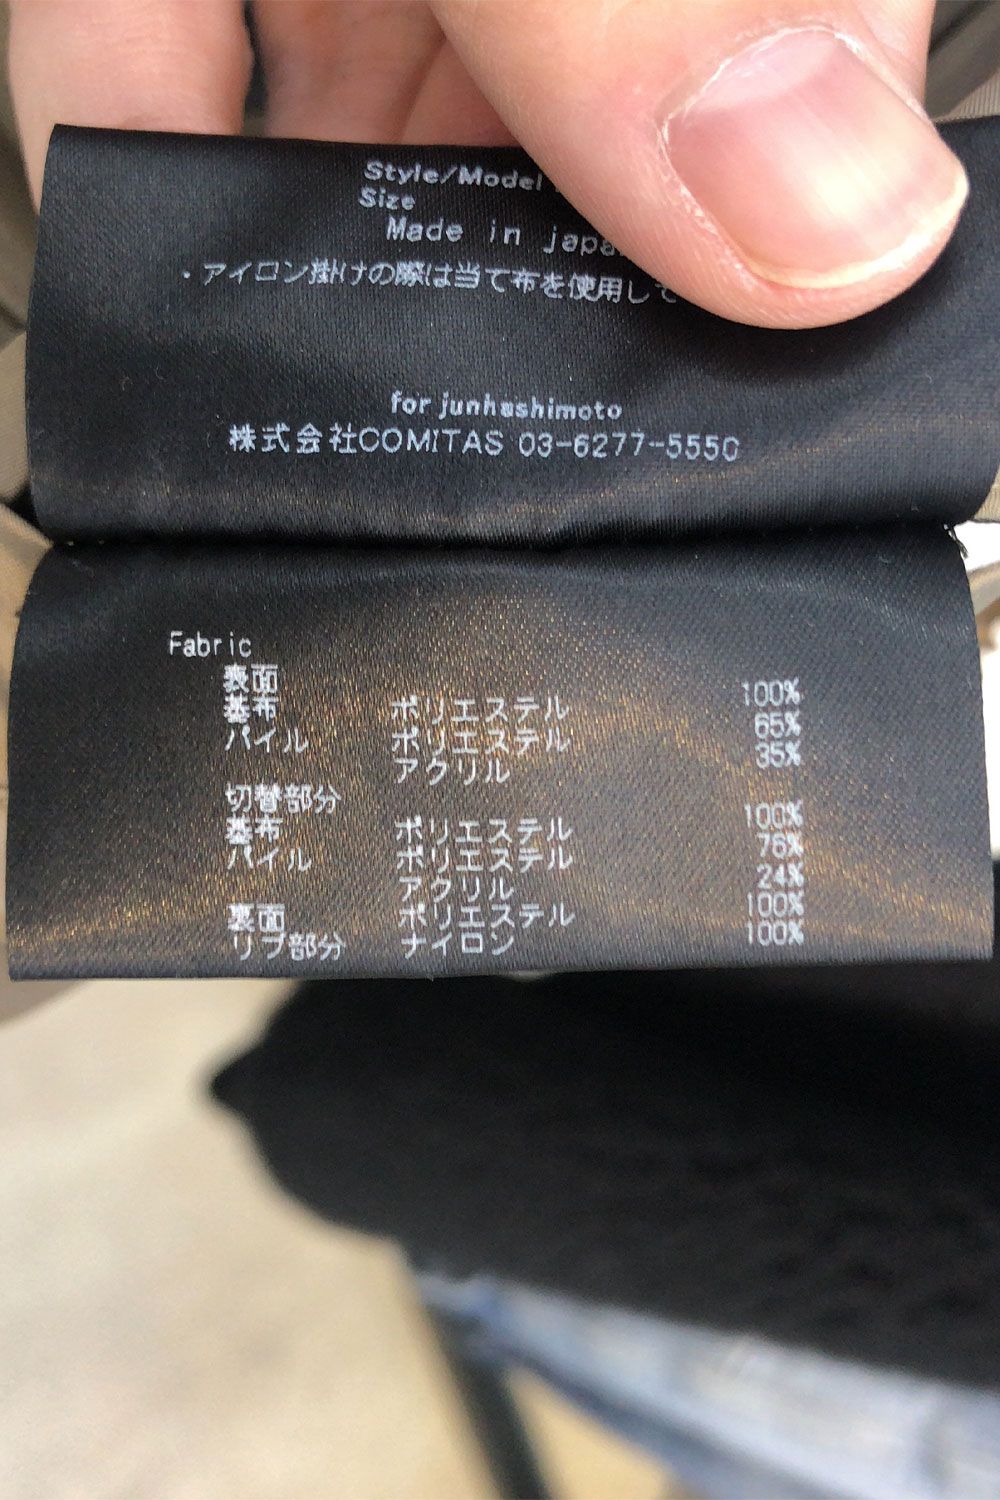 Style/Model
Size
Made in japa
・アイロン掛けの際は当て布を使用し
for junhashimoto
株式会社COMITAS 03-6277-5550
Fabric
表面
基布 ポリエステル 100%
パイル ポリエステル 65%
アクリル 35%
切替部分
基布 ポリエステル 100%
パイル ポリエステル 76%
アクリル 24%
裏面 ポリエステル 100%
リブ部分 ナイロン 100%